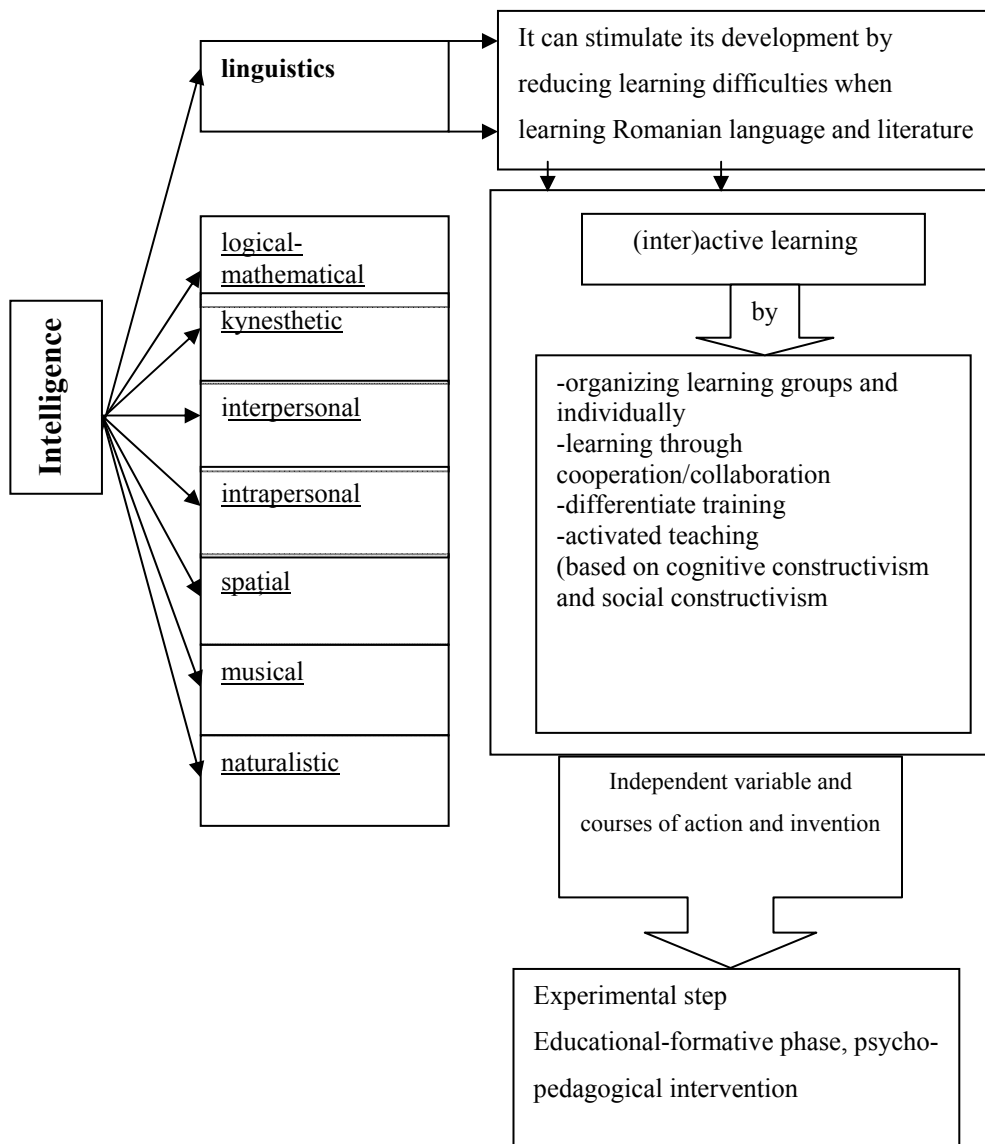 Intelligence
linguistics
logical-
mathematical
kynesthetic
interpersonal
intrapersonal
spațial
musical
naturalistic
It can stimulate its development by
reducing learning difficulties when
learning Romanian language and literature
(inter)active learning
by
-organizing learning groups and
individually
-learning through
cooperation/collaboration
-differentiate training
-activated teaching
(based on cognitive constructivism
and social constructivism
Independent variable and
courses of action and invention
Experimental step
Educational-formative phase, psycho-
pedagogical intervention